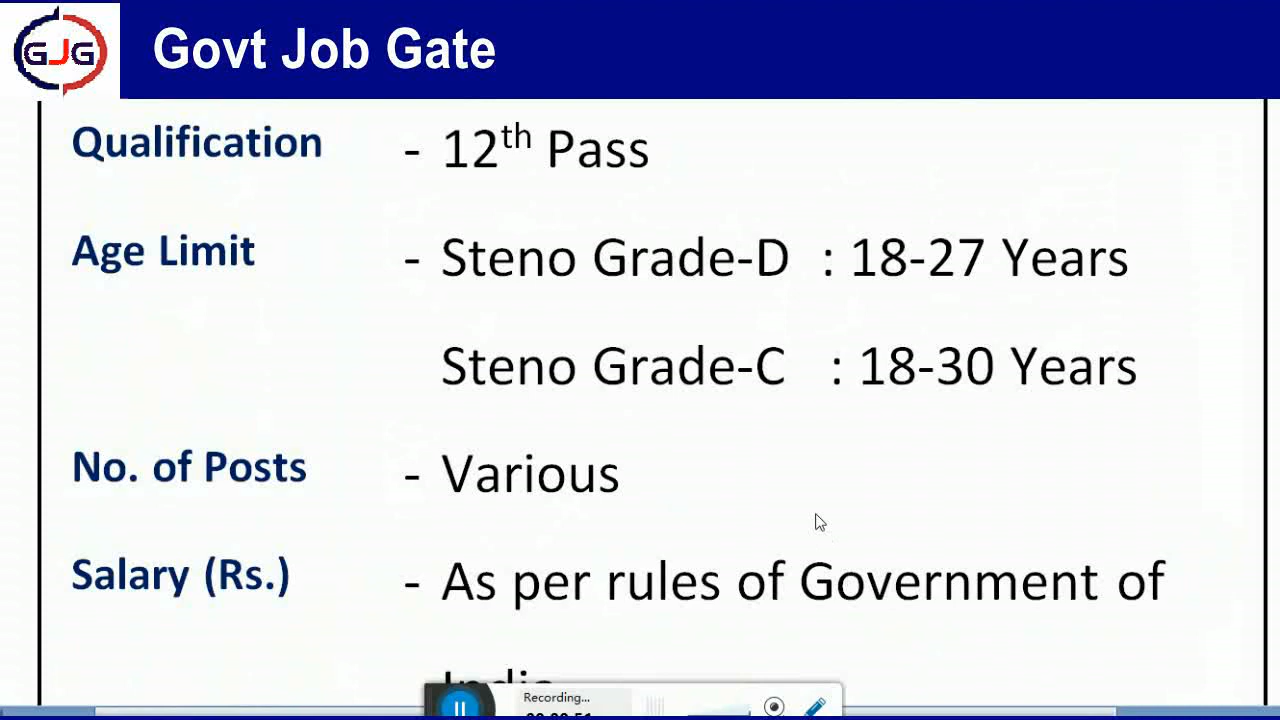 GJG
Govt Job Gate
Qualification - 12th Pass
Age Limit - Steno Grade-D : 18-27 Years
Steno Grade-C : 18-30 Years
No. of Posts - Various
Salary (Rs.) - As per rules of Government of
India
Recording...